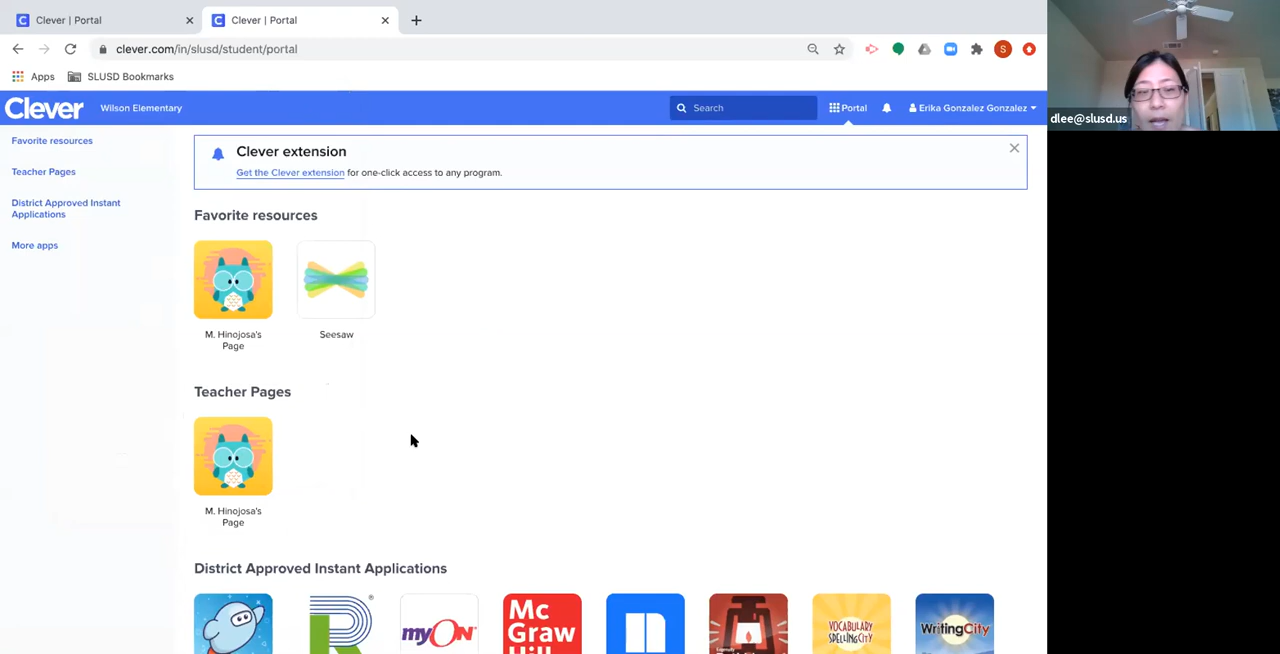 Clever | Portal
Clever | Portal
clever.com/in/slusd/student/portal
S
Apps
SLUSD Bookmarks
Clever
Wilson Elementary
Search
Portal
Erika Gonzalez Gonzalez
dlee@slusd.us
Favorite resources
Teacher Pages
District Approved Instant
Applications
More apps
Clever extension
Get the Clever extension for one-click access to any program.
Favorite resources
M. Hinojosa's
Page
Seesaw
Teacher Pages
M. Hinojosa's
Page
District Approved Instant Applications
myON
Mc
Graw
Hill
VOCABULARY
SPELLINGCITY
WritingCity